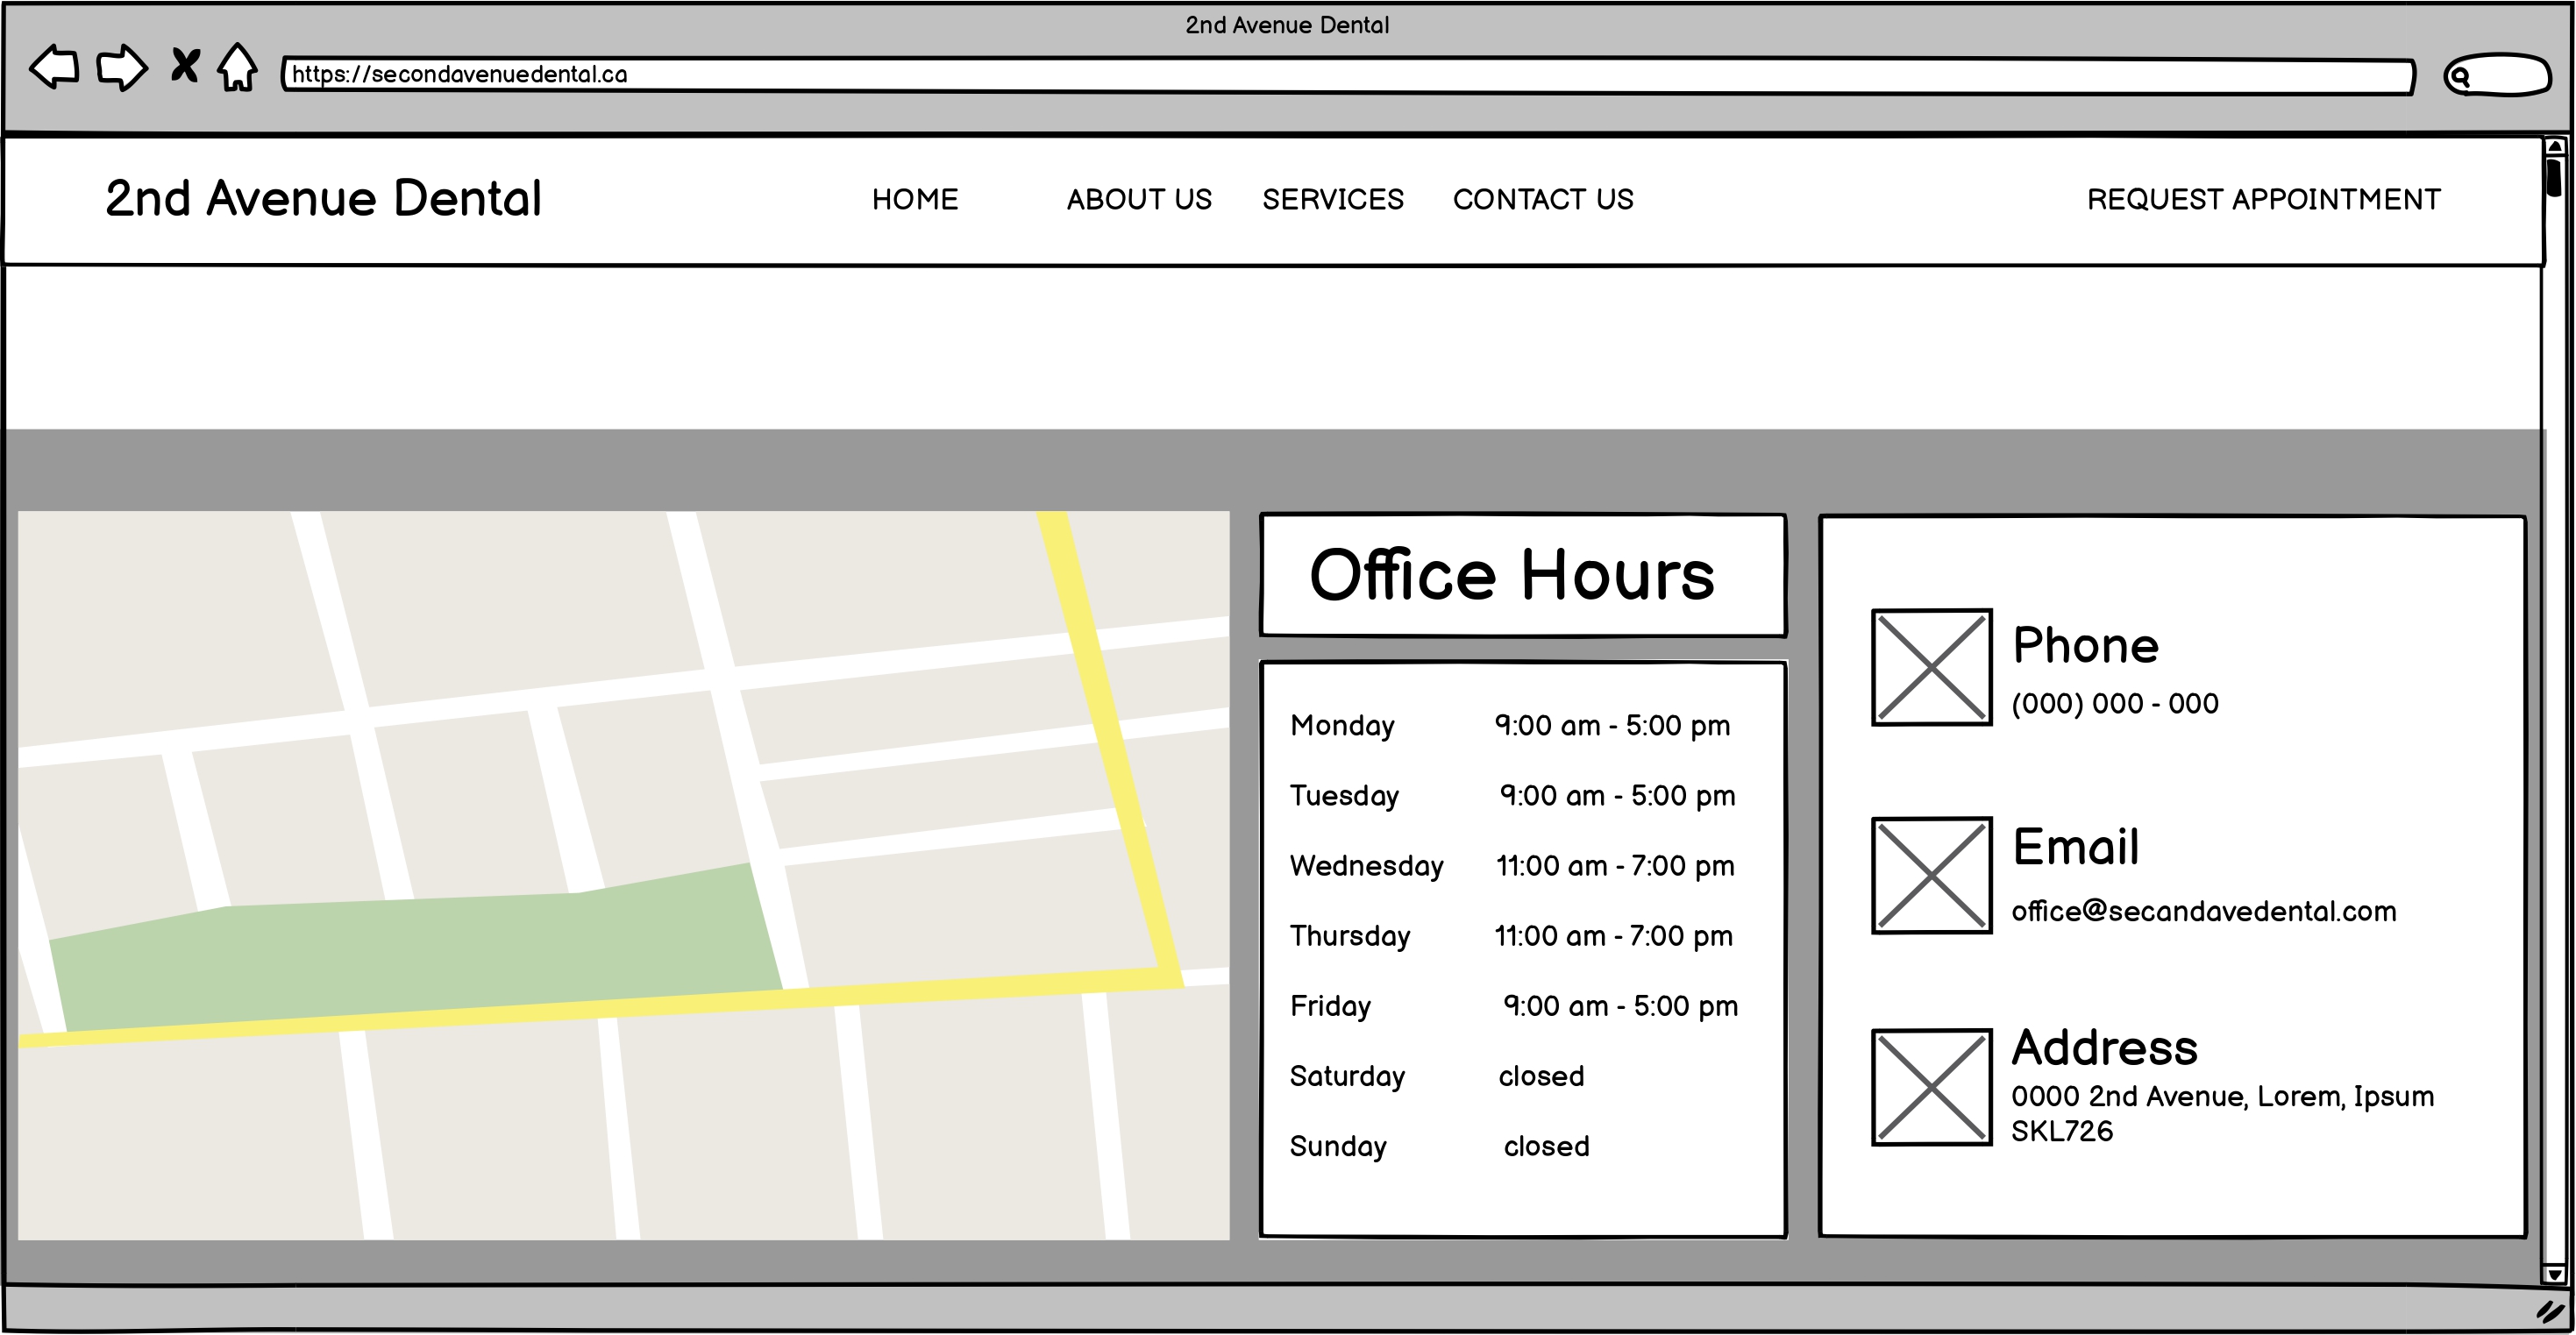 2nd Avenue Dental
https://secondavenuedental.ca
2nd Avenue Dental HOME ABOUT US SERVICES CONTACT US REQUEST APPOINTMENT
Office Hours
Monday 9:00 am - 5:00 pm
Tuesday 9:00 am - 5:00 pm
Wednesday 11:00 am - 7:00 pm
Thursday 11:00 am - 7:00 pm
Friday 9:00 am - 5:00 pm
Saturday closed
Sunday closed
Phone
(000) 000 - 000
Email
office@secandavedental.com
Address
0000 2nd Avenue, Lorem, Ipsum
SKL726